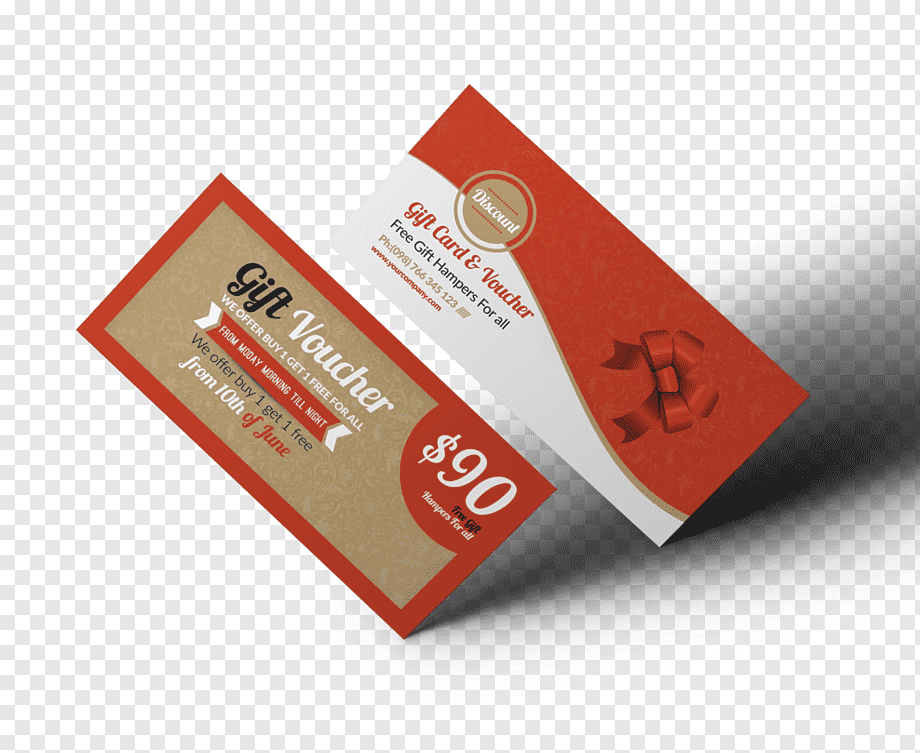 Gift Voucher
WE OFFER BUY 1 GET 1 FREE FOR ALL
FROM MODAY MORNING TILL NIGHT
We offer buy 1 get 1 free
from 10th of June
$90
Free Gift
Hampers For all
Discount
Gift Card & Voucher
Free Gift Hampers For all
Ph:(098) 766 345 123 /////
www.yourcompany.com